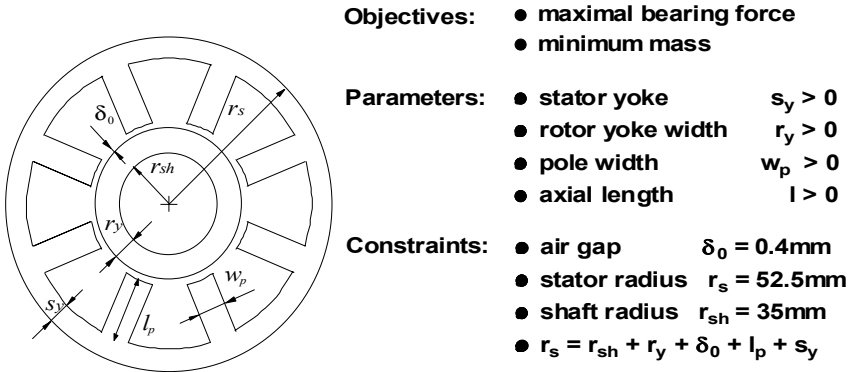 Objectives: ● maximal bearing force
● minimum mass
Parameters: ● stator yoke s_y > 0
● rotor yoke width r_y > 0
● pole width w_p > 0
● axial length l > 0
Constraints: ● air gap δ_0 = 0.4mm
● stator radius r_s = 52.5mm
● shaft radius r_sh = 35mm
● r_s = r_sh + r_y + δ_0 + l_p + s_y
δ_0
r_s
r_sh
r_y
w_p
s_y
l_p